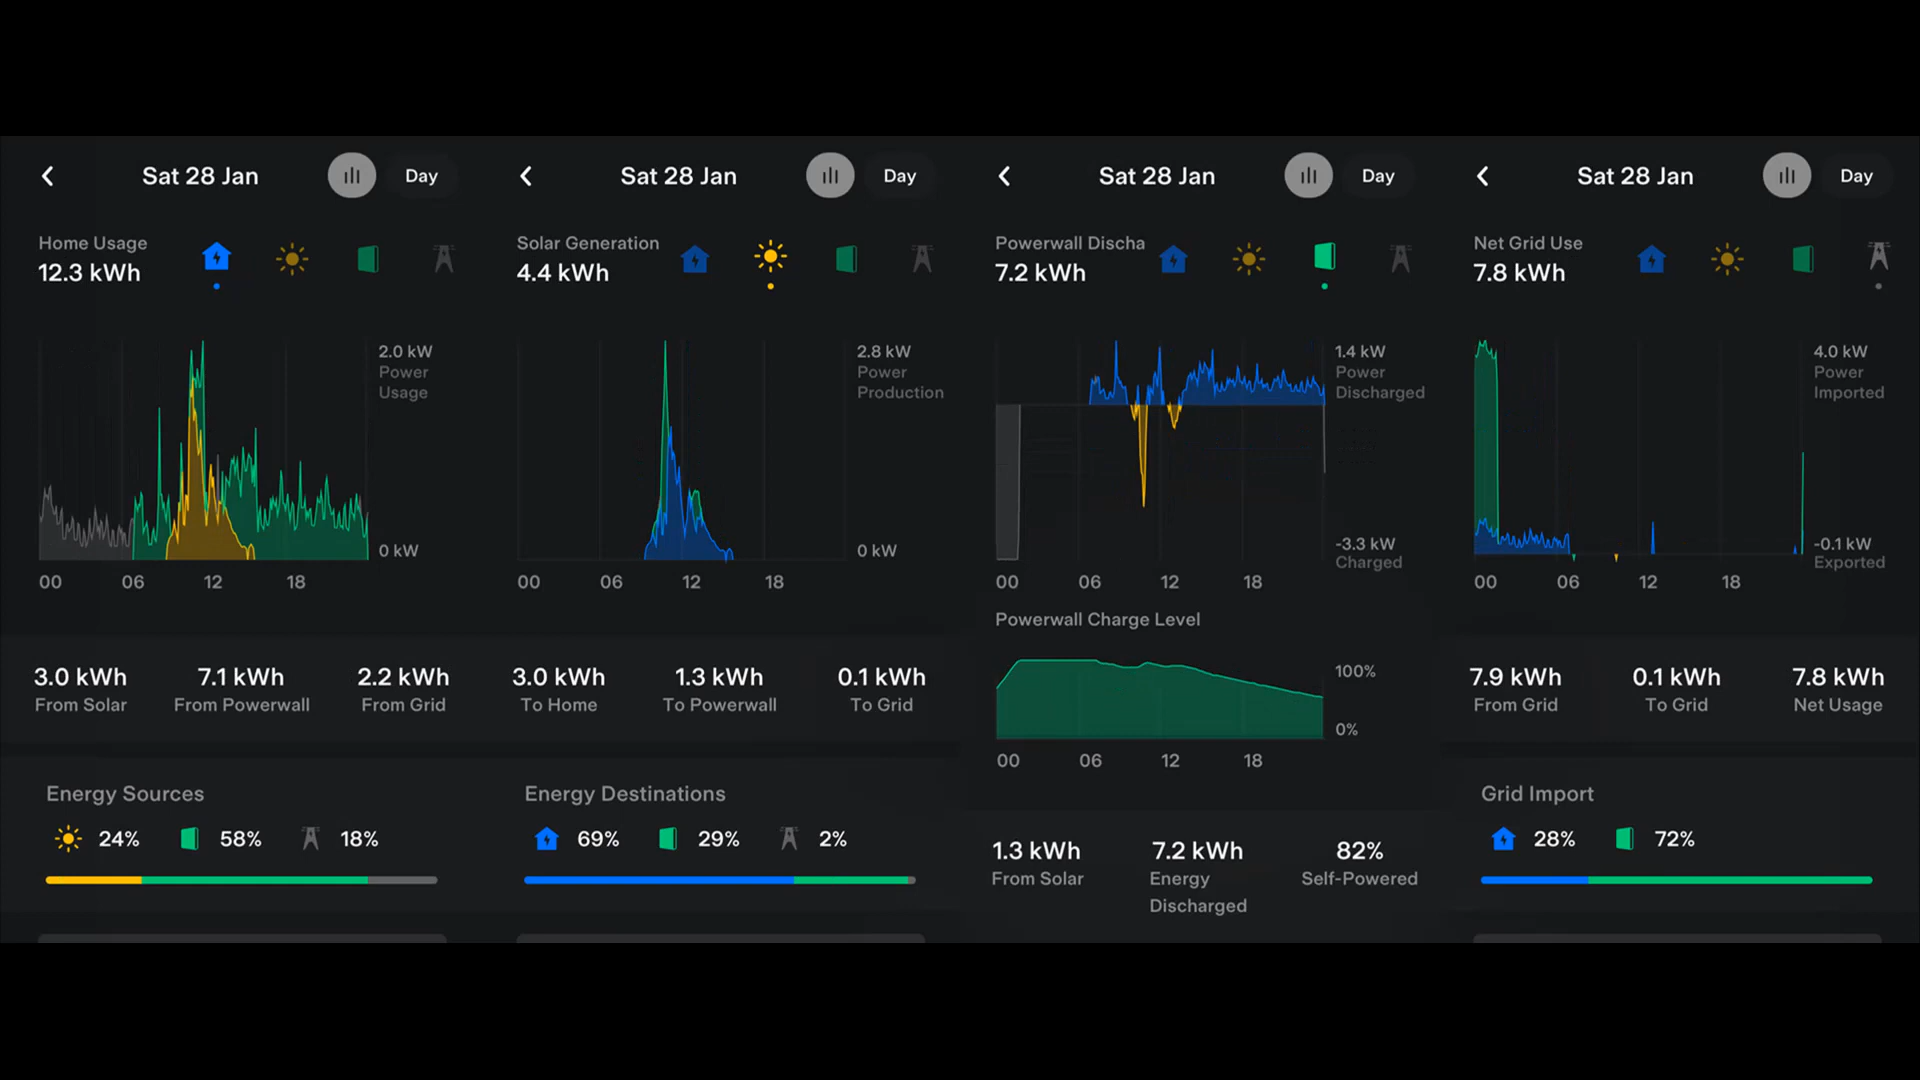 Sat 28 Jan
Day
Home Usage
12.3 kWh
2.0 kW
Power
Usage
0 kW
00 06 12 18
3.0 kWh 7.1 kWh 2.2 kWh
From Solar From Powerwall From Grid
Energy Sources
24% 58% 18%
Sat 28 Jan
Day
Solar Generation
4.4 kWh
2.8 kW
Power
Production
0 kW
00 06 12 18
3.0 kWh 1.3 kWh 0.1 kWh
To Home To Powerwall To Grid
Energy Destinations
69% 29% 2%
Sat 28 Jan
Day
Powerwall Discha
7.2 kWh
1.4 kW
Power
Discharged
-3.3 kW
Charged
00 06 12 18
Powerwall Charge Level
100%
0%
00 06 12 18
1.3 kWh 7.2 kWh 82%
From Solar Energy Self-Powered
Discharged
Sat 28 Jan
Day
Net Grid Use
7.8 kWh
4.0 kW
Power
Imported
-0.1 kW
Exported
00 06 12 18
7.9 kWh 0.1 kWh 7.8 kWh
From Grid To Grid Net Usage
Grid Import
28% 72%